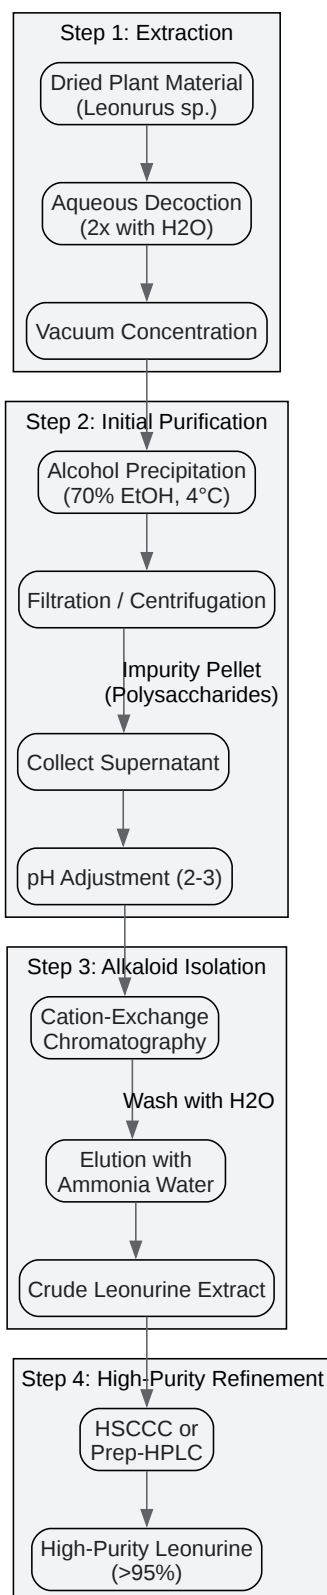 Step 1: Extraction
Dried Plant Material
(Leonurus sp.)
Aqueous Decoction
(2x with H2O)
Vacuum Concentration
Step 2: Initial Purification
Alcohol Precipitation
(70% EtOH, 4°C)
Filtration / Centrifugation
Impurity Pellet
(Polysaccharides)
Collect Supernatant
pH Adjustment (2-3)
Step 3: Alkaloid Isolation
Cation-Exchange
Chromatography
Wash with H2O
Elution with
Ammonia Water
Crude Leonurine Extract
Step 4: High-Purity Refinement
HSCCC or
Prep-HPLC
High-Purity Leonurine
(>95%)